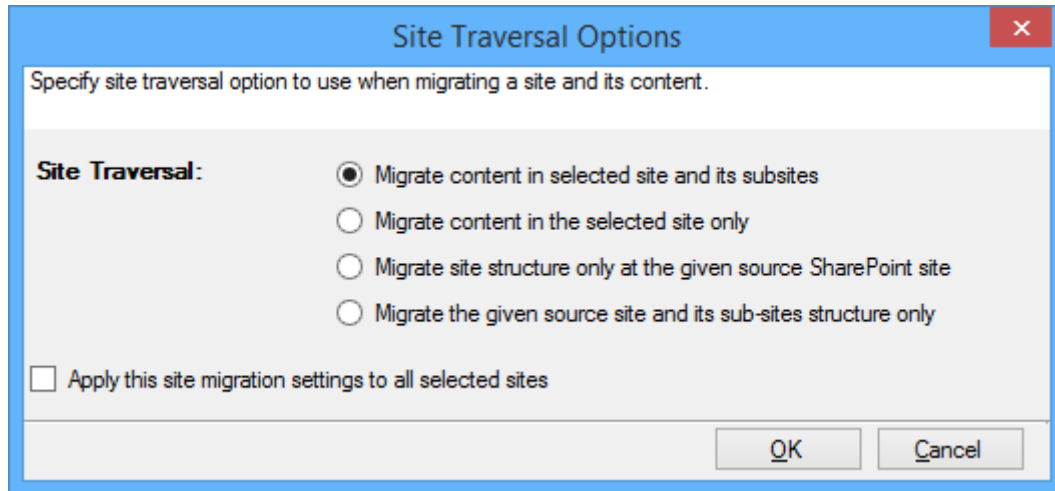 Site Traversal Options
Specify site traversal option to use when migrating a site and its content.
Site Traversal:
Migrate content in selected site and its subsites
Migrate content in the selected site only
Migrate site structure only at the given source SharePoint site
Migrate the given source site and its sub-sites structure only
Apply this site migration settings to all selected sites
OK
Cancel